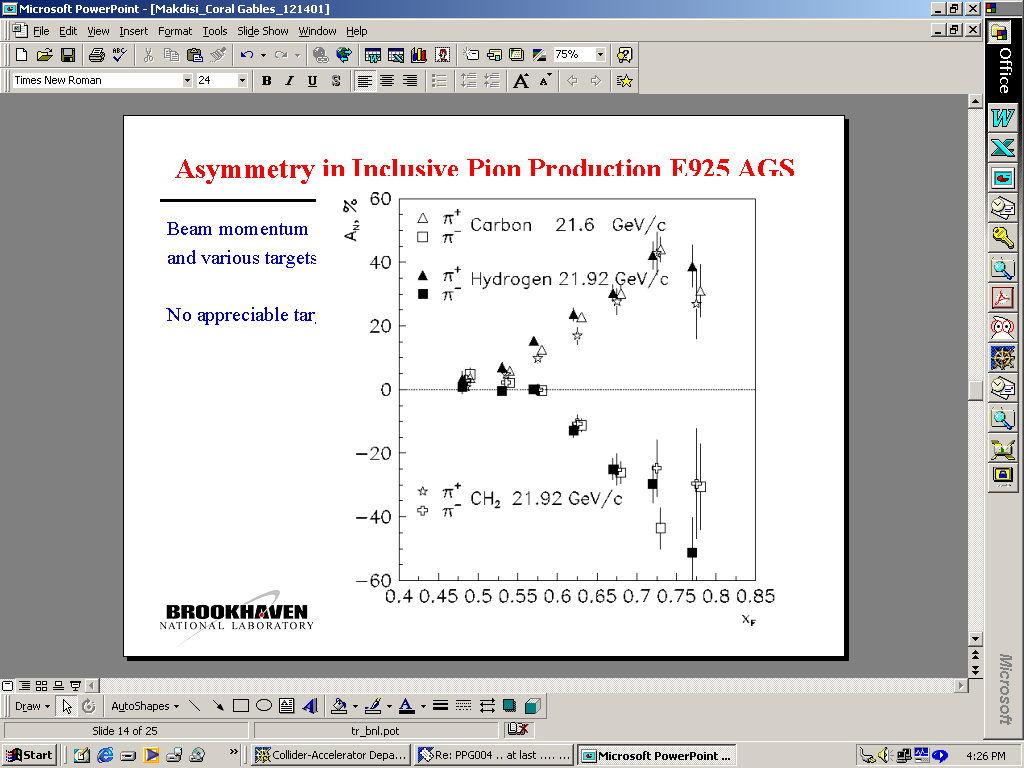 Microsoft PowerPoint - [Makdisi_Coral Gables_121401]
File Edit View Insert Format Tools Slide Show Window Help
75%
Times New Roman 24 B I U S A A
Office
Asymmetry in Inclusive Pion Production E925 AGS
Beam momentum
and various targets
No appreciable
A_N, %
60
40
20
0
−20
−40
−60
π⁺
π⁻ Carbon 21.6 GeV/c
π⁺
π⁻ Hydrogen 21.92 GeV/c
π⁺
π⁻ CH₂ 21.92 GeV/c
0.4 0.45 0.5 0.55 0.6 0.65 0.7 0.75 0.8 0.85
x_F
BROOKHAVEN
NATIONAL LABORATORY
Microsoft
Draw AutoShapes
Slide 14 of 25 tr_bnl.pot
Start Collider-Accelerator Depa... Re: PPG004 .. at last .... ... Microsoft PowerPoint ... 4:26 PM